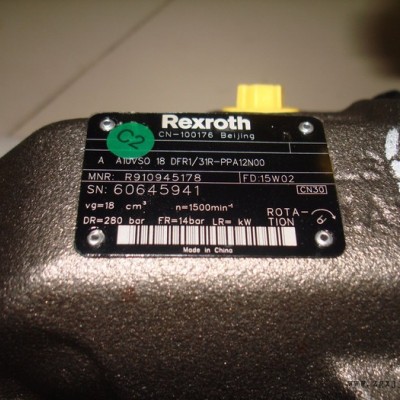 Rexroth
CN-100176 Beijing
C2
A A10VSO 18 DFR1/31R-PPA12N00
MNR: R910945178 FD:15W02
SN: 60645941 CN30
vg=18 cm³ n=1500min⁻¹
DR=280 bar FR=14bar LR= kW
ROTA-
TION
Made in China